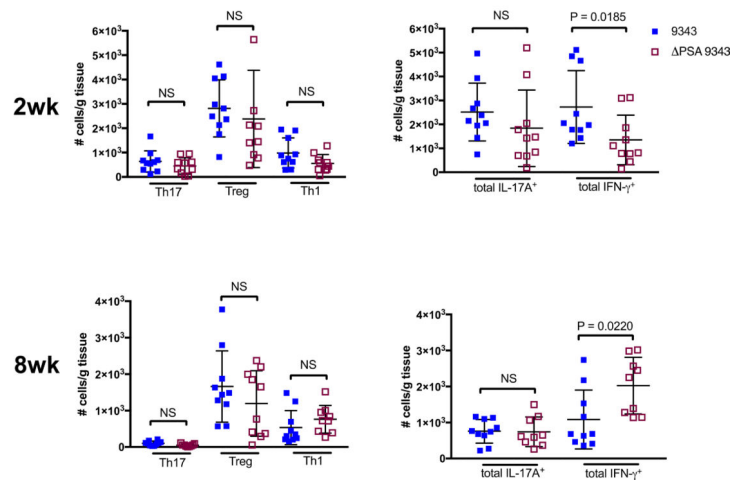 2wk
# cells/g tissue
6×10³
5×10³
4×10³
3×10³
2×10³
1×10³
0
NS
NS
NS
Th17
Treg
Th1
# cells/g tissue
6×10³
5×10³
4×10³
3×10³
2×10³
1×10³
0
NS
P = 0.0185
total IL-17A⁺
total IFN-γ⁺
9343
ΔPSA 9343
8wk
# cells/g tissue
4×10³
3×10³
2×10³
1×10³
0
NS
NS
NS
Th17
Treg
Th1
# cells/g tissue
4×10³
3×10³
2×10³
1×10³
0
NS
P = 0.0220
total IL-17A⁺
total IFN-γ⁺